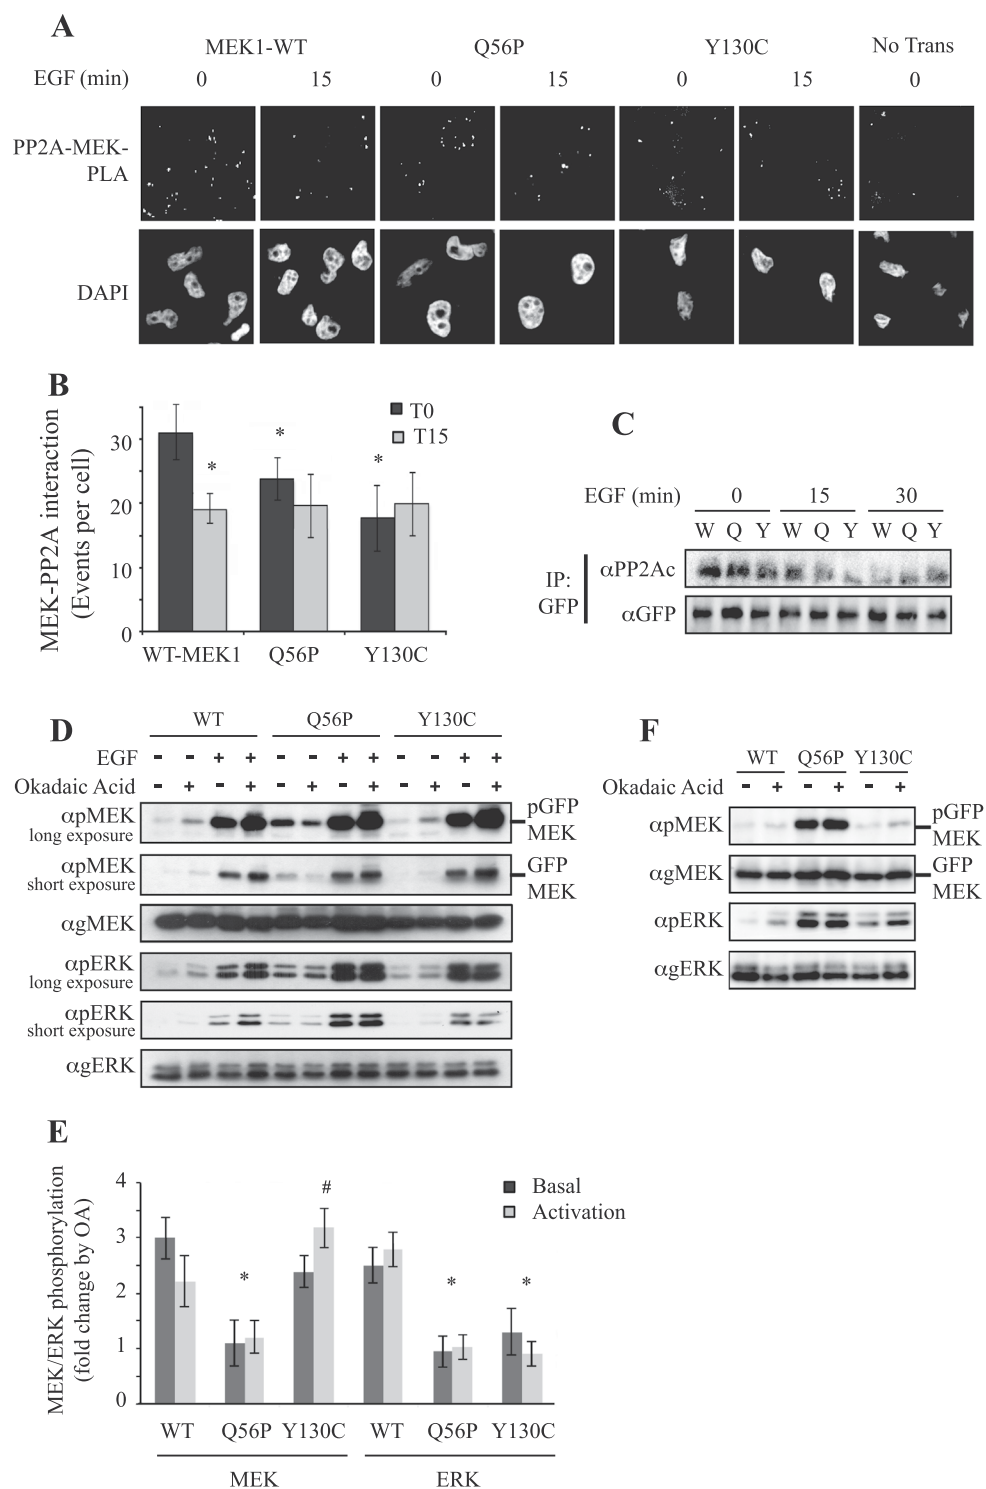 A
MEK1-WT Q56P Y130C No Trans
EGF (min) 0 15 0 15 0 15 0
PP2A-MEK-
PLA
DAPI
B
MEK-PP2A interaction
(Events per cell)
30
20
10
0
T0
T15
*
*
*
WT-MEK1 Q56P Y130C
C
EGF (min) 0 15 30
W Q Y W Q Y W Q Y
IP:
GFP
αPP2Ac
αGFP
D
WT Q56P Y130C
EGF - - + + - - + + - - + +
Okadaic Acid - + - + - + - + - + - +
αpMEK
long exposure
pGFP
MEK
αpMEK
short exposure
GFP
MEK
αgMEK
αpERK
long exposure
αpERK
short exposure
αgERK
F
WT Q56P Y130C
Okadaic Acid - + - + - +
αpMEK
pGFP
MEK
αgMEK
GFP
MEK
αpERK
αgERK
E
MEK/ERK phosphorylation
(fold change by OA)
4
3
2
1
0
Basal
Activation
*
#
*
*
WT Q56P Y130C WT Q56P Y130C
MEK ERK